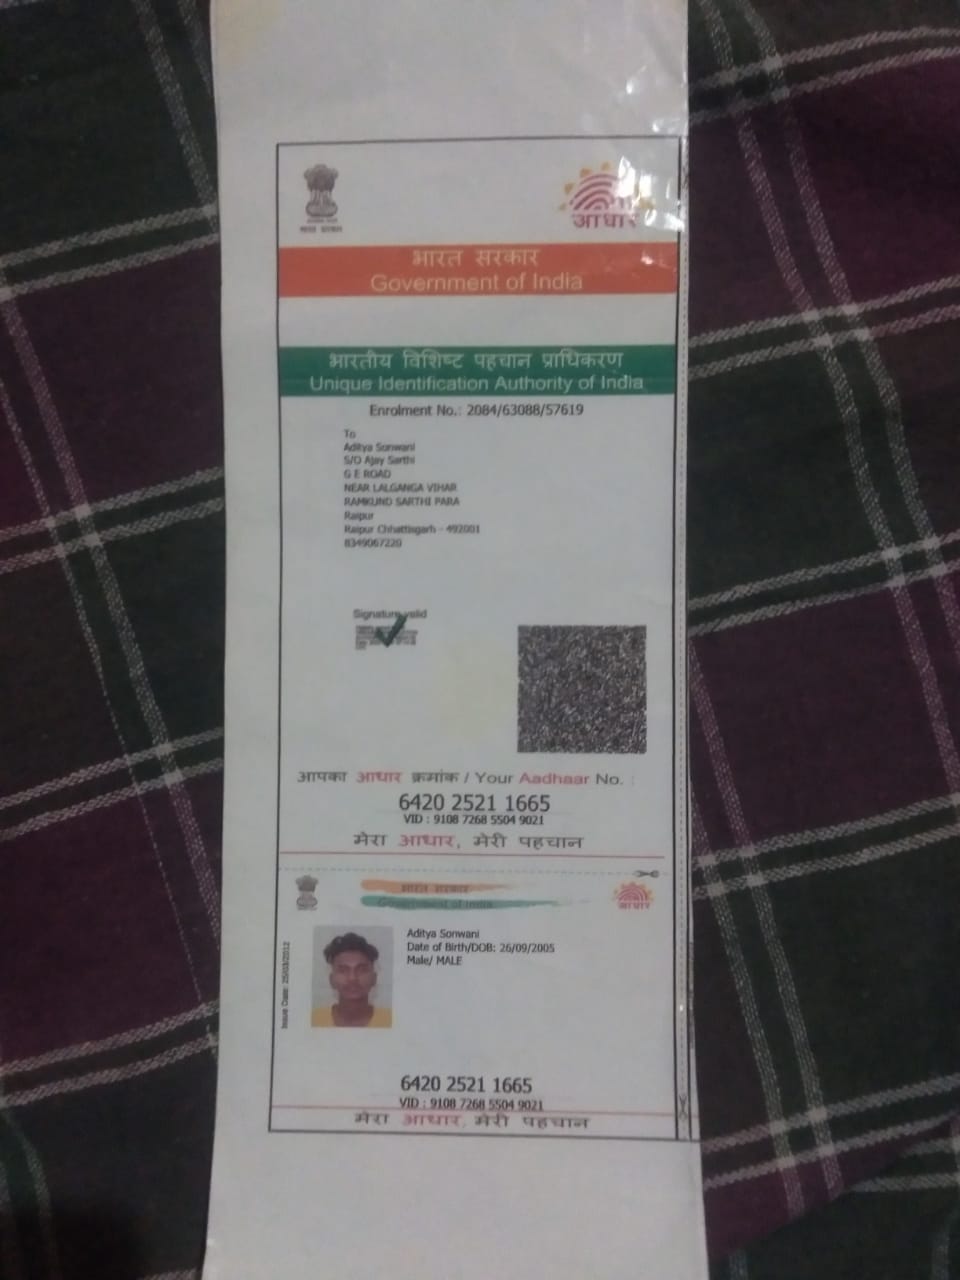 भारत सरकार
आधार
भारत सरकार
Government of India
भारतीय विशिष्ट पहचान प्राधिकरण
Unique Identification Authority of India
Enrolment No.: 2084/63088/57619
To
Aditya Sonwani
S/O Ajay Sarthi
G E ROAD
NEAR LALGANGA VIHAR
RAMKUND SARTHI PARA
Raipur
Raipur Chhattisgarh - 492001
8349067220
Signature valid
आपका आधार क्रमांक / Your Aadhaar No. :
6420 2521 1665
VID : 9108 7268 5504 9021
मेरा आधार, मेरी पहचान
भारत सरकार
Government of India
आधार
Issue Date: 25/03/2012
Aditya Sonwani
Date of Birth/DOB: 26/09/2005
Male/ MALE
6420 2521 1665
VID : 9108 7268 5504 9021
मेरा आधार, मेरी पहचान